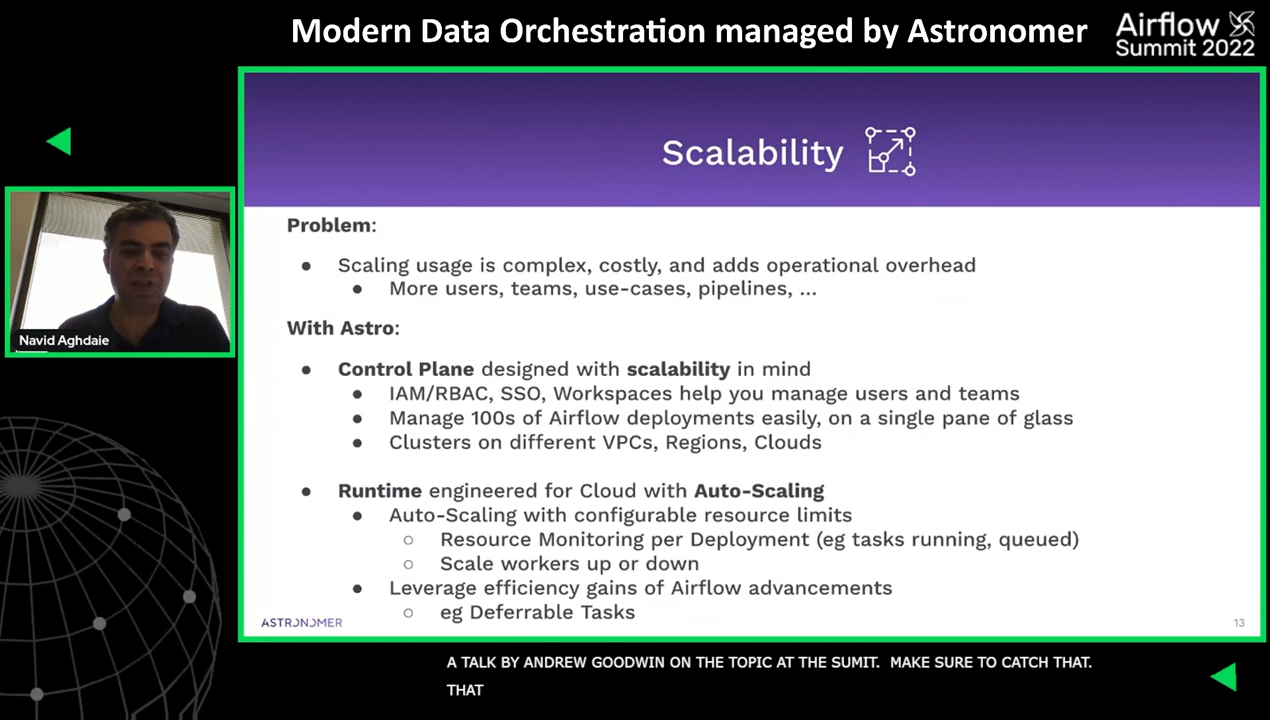 Modern Data Orchestration managed by Astronomer
Airflow
Summit 2022
Scalability
Problem:
● Scaling usage is complex, costly, and adds operational overhead
● More users, teams, use-cases, pipelines, ...
With Astro:
● Control Plane designed with scalability in mind
● IAM/RBAC, SSO, Workspaces help you manage users and teams
● Manage 100s of Airflow deployments easily, on a single pane of glass
● Clusters on different VPCs, Regions, Clouds
● Runtime engineered for Cloud with Auto-Scaling
● Auto-Scaling with configurable resource limits
○ Resource Monitoring per Deployment (eg tasks running, queued)
○ Scale workers up or down
● Leverage efficiency gains of Airflow advancements
○ eg Deferrable Tasks
ASTRONOMER
13
Navid Aghdaie
A TALK BY ANDREW GOODWIN ON THE TOPIC AT THE SUMIT.  MAKE SURE TO CATCH THAT.
THAT